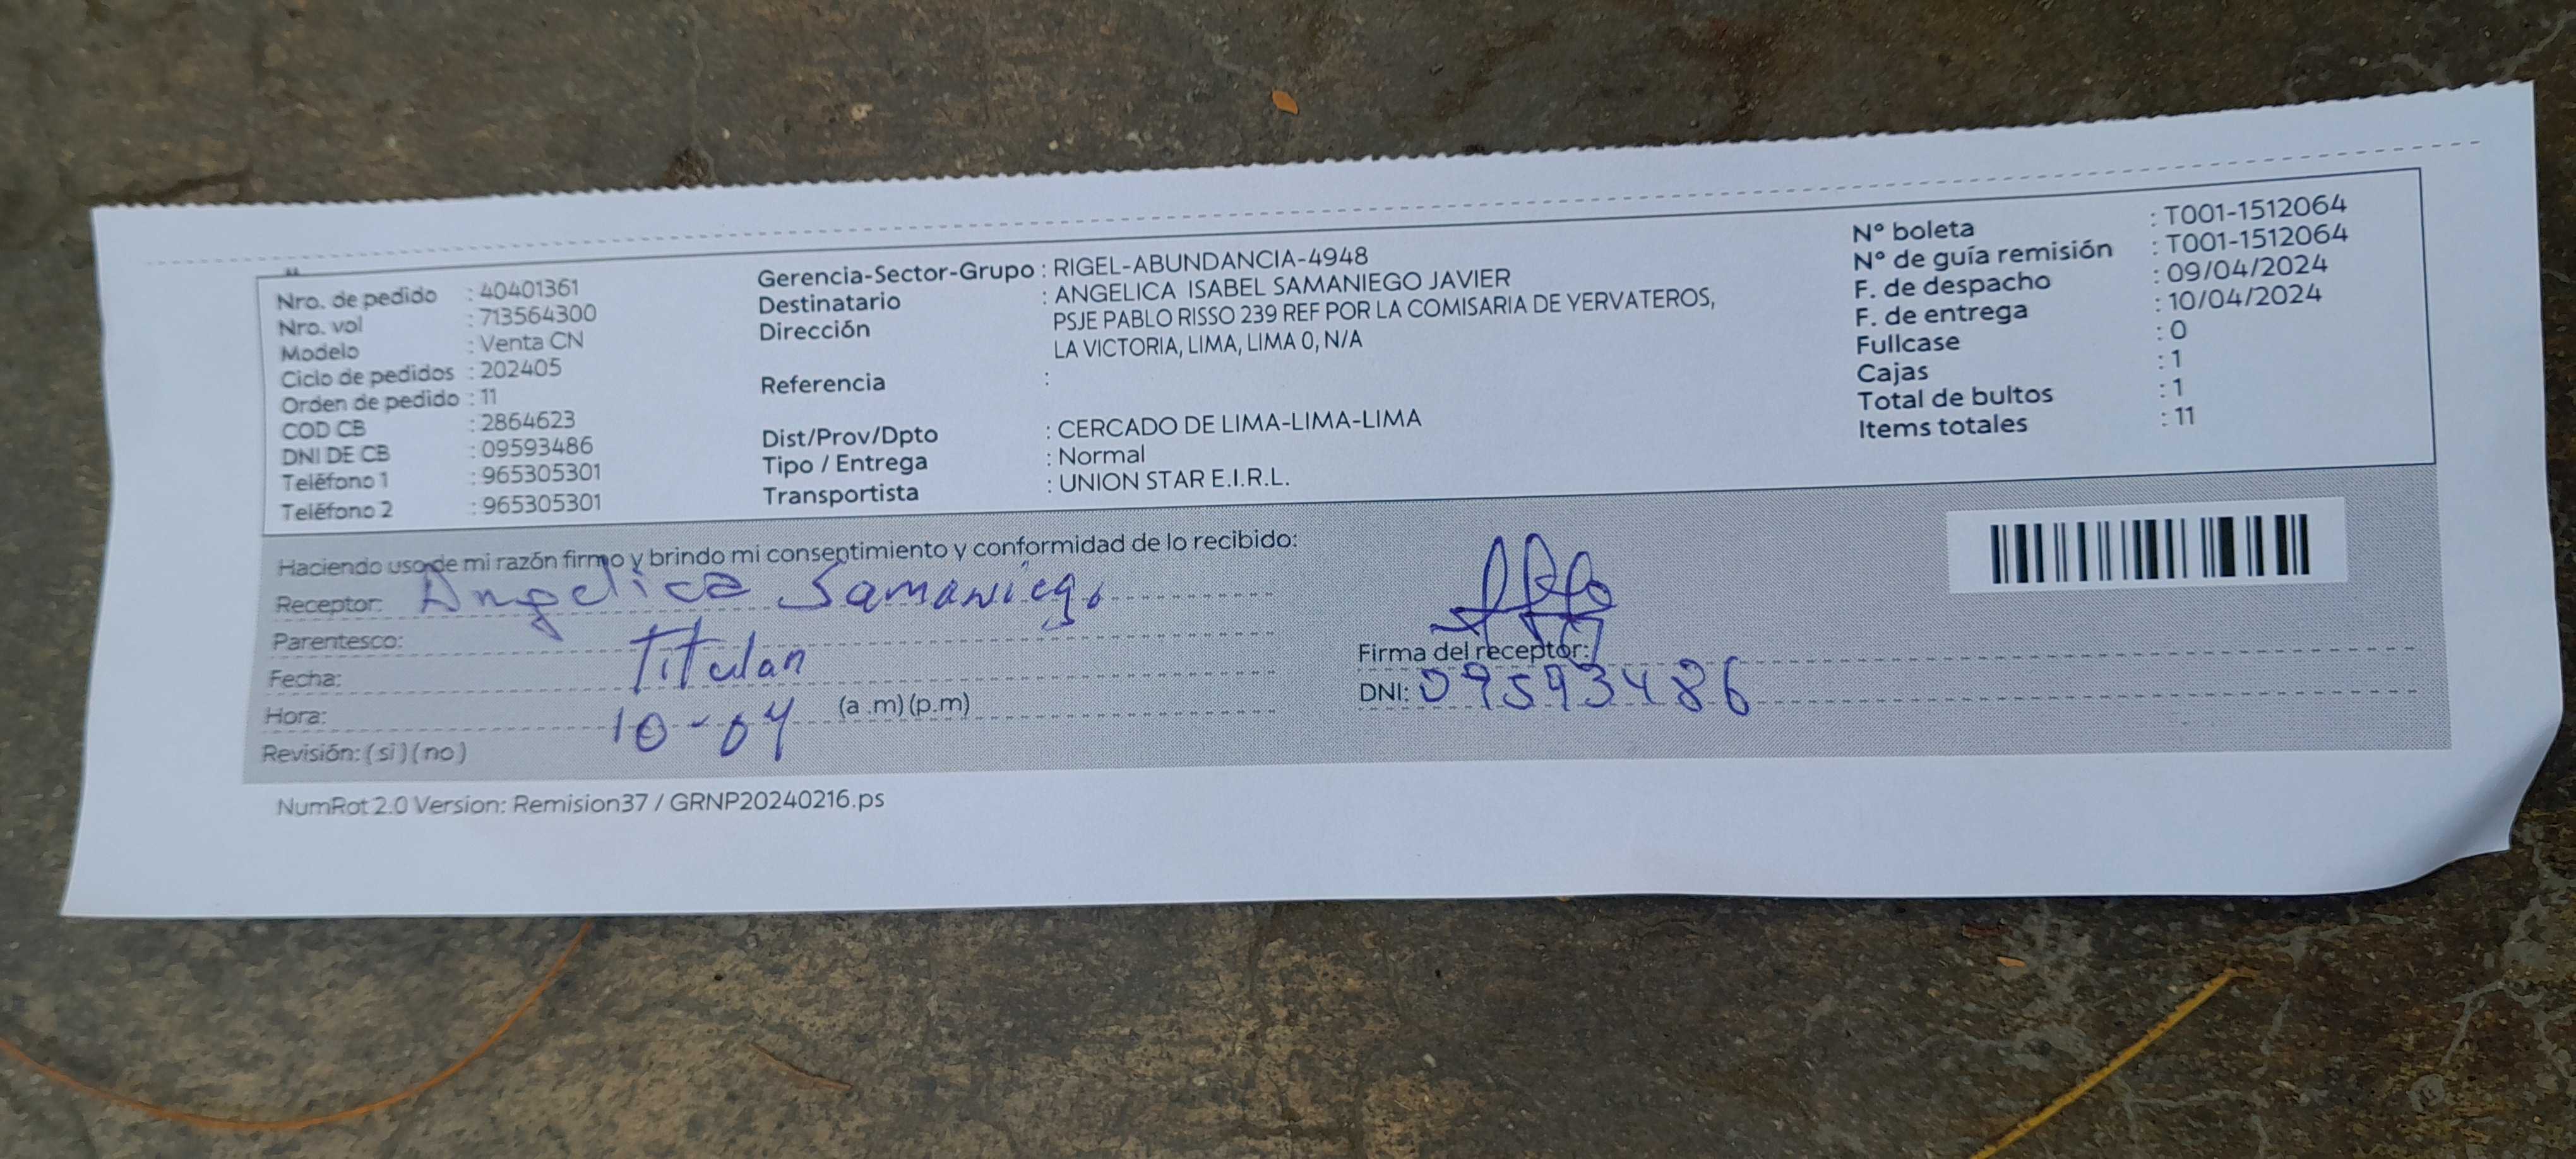 Nro. de pedido : 40401361
Nro. vol : 713564300
Modelo : Venta CN
Ciclo de pedidos : 202405
Orden de pedido : 11
COD CB : 2864623
DNI DE CB : 09593486
Teléfono 1 : 965305301
Teléfono 2 : 965305301
Gerencia-Sector-Grupo : RIGEL-ABUNDANCIA-4948
Destinatario : ANGELICA ISABEL SAMANIEGO JAVIER
Dirección PSJE PABLO RISSO 239 REF POR LA COMISARIA DE YERVATEROS,
LA VICTORIA, LIMA, LIMA 0, N/A
Referencia :
Dist/Prov/Dpto : CERCADO DE LIMA-LIMA-LIMA
Tipo / Entrega : Normal
Transportista : UNION STAR E.I.R.L.
N° boleta : T001-1512064
N° de guía remisión : T001-1512064
F. de despacho : 09/04/2024
F. de entrega : 10/04/2024
Fullcase : 0
Cajas : 1
Total de bultos : 1
Items totales : 11
Haciendo uso de mi razón firmo y brindo mi consentimiento y conformidad de lo recibido:
Receptor: Angelica Samaniego
Parentesco:
Fecha: Titular
Hora: 10-04 (a .m) (p.m)
Revisión: ( si ) ( no )
Firma del receptor:
DNI: 09593486
NumRot 2.0 Version: Remision37 / GRNP20240216.ps